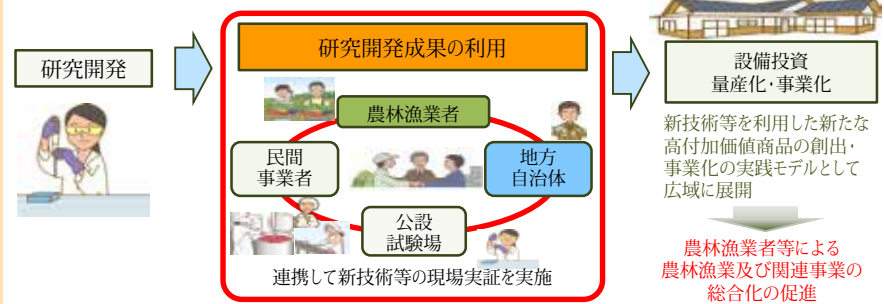 研究開発
研究開発成果の利用
農林漁業者
民間
事業者
地方
自治体
公設
試験場
連携して新技術等の現場実証を実施
設備投資
量産化・事業化
新技術等を利用した新たな
高付加価値商品の創出・
事業化の実践モデルとして
広域に展開
農林漁業者等による
農林漁業及び関連事業の
総合化の促進